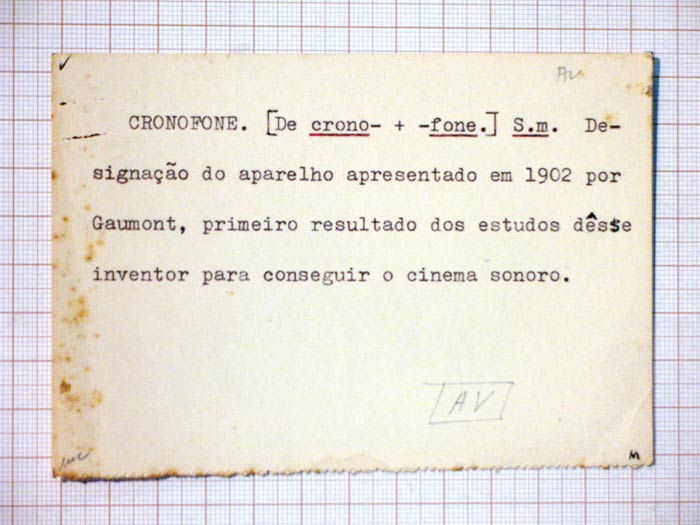 AV
CRONOFONE. [De crono- + -fone.] S.m. De-
signação do aparelho apresentado em 1902 por
Gaumont, primeiro resultado dos estudos dêsse
inventor para conseguir o cinema sonoro.
AV
M